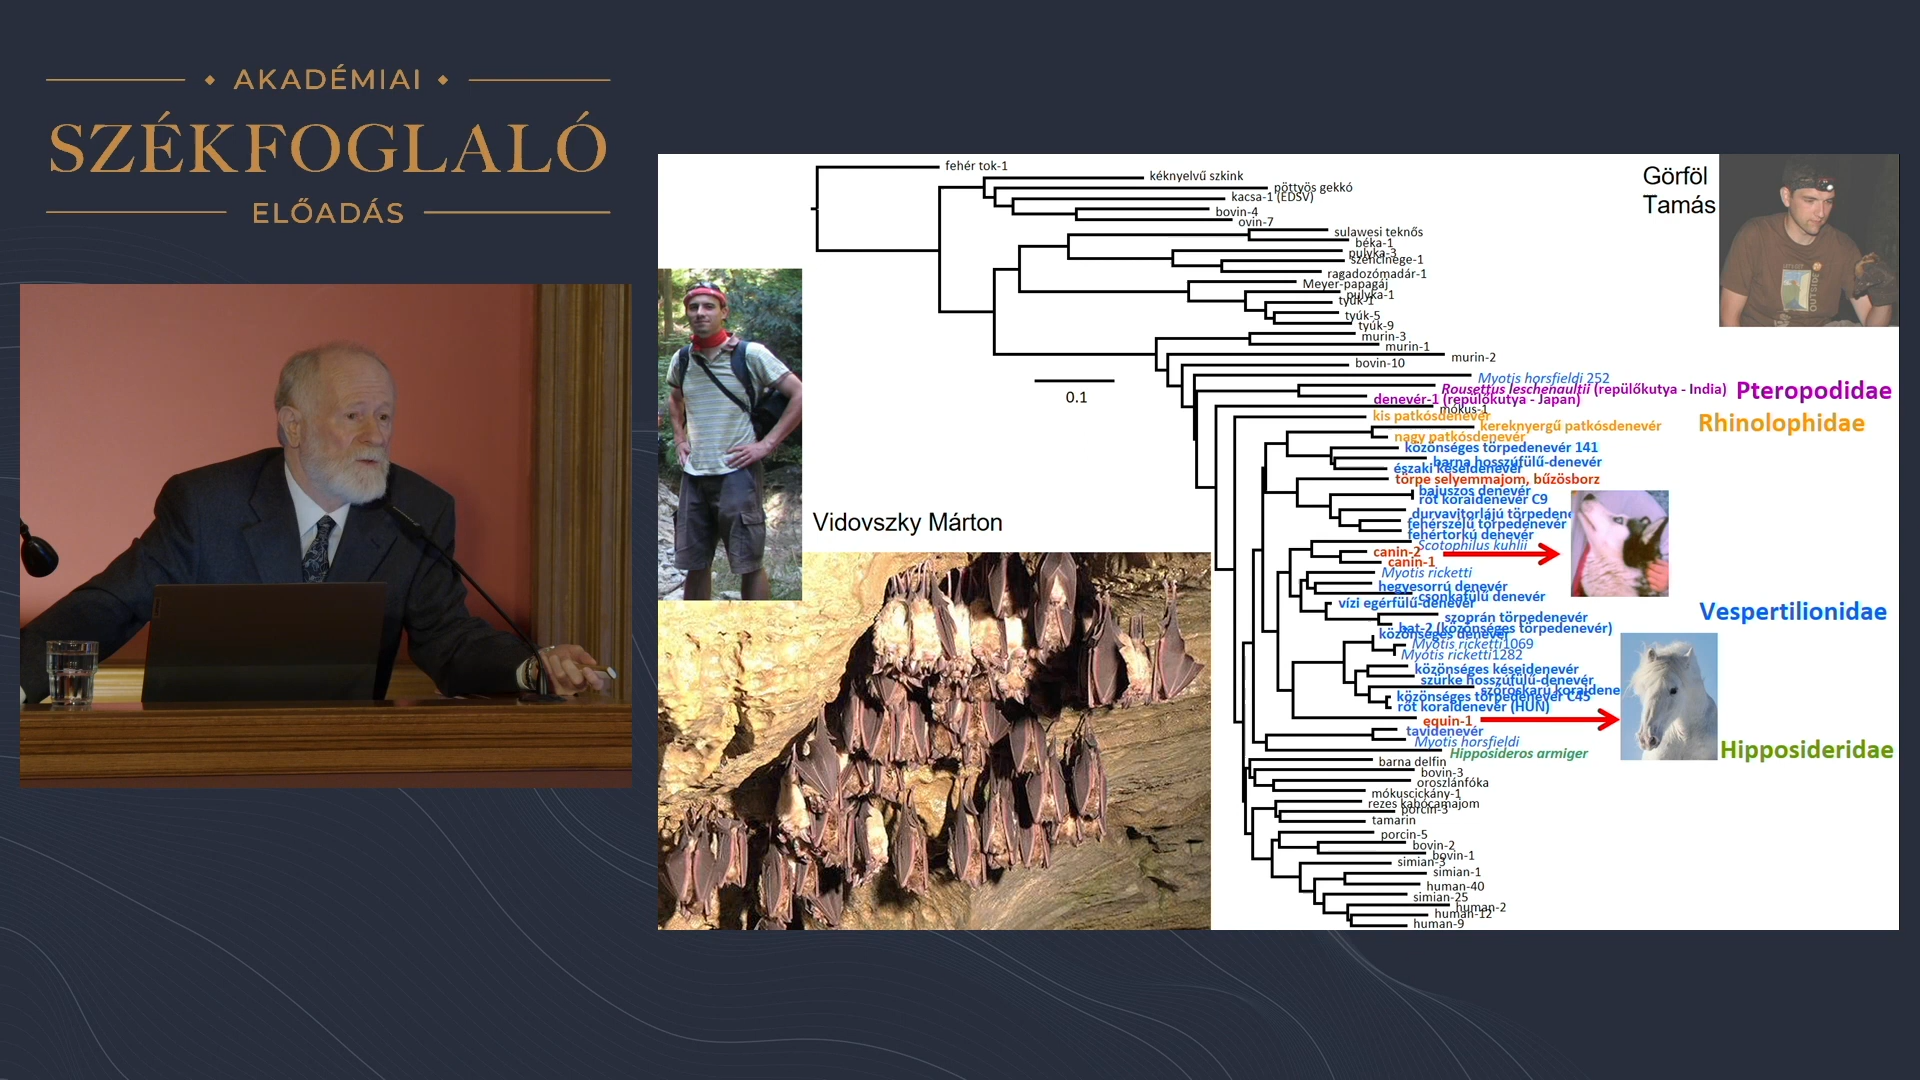 AKADÉMIAI
SZÉKFOGLALÓ
ELŐADÁS
Görföl
Tamás
Vidovszky Márton
0.1
fehér tok-1
kéknyelvű szkink
pöttyös gekkó
kacsa-1 (EDSV)
bovin-4
ovin-7
sulawesi teknős
béka-1
pulyka-3
széncinege-1
ragadozómadár-1
Meyer-papagáj
pulyka-1
tyúk-1
tyúk-5
tyúk-9
murin-3
murin-1
murin-2
bovin-10
Myotis horsfieldi 252
Rousettus leschenaultii (repülőkutya - India)
Pteropodidae
denevér-1 (repülőkutya - Japan)
mókus-1
kis patkósdenevér
Rhinolophidae
kereknyergű patkósdenevér
nagy patkósdenevér
közönséges törpedenevér 141
barna hosszúfülű-denevér
északi késeidenevér
törpe selyemmajom, bűzösborz
bajuszos denevér
rőt koraidenevér C9
durvavitorlájú törpedene
fehérszélű törpedenevér
fehértorkú denevér
Scotophilus kuhlii
canin-2
canin-1
Myotis ricketti
hegyesorrú denevér
csonkafülű denevér
vízi egérfülű-denevér
Vespertilionidae
szoprán törpedenevér
bat-2 (közönséges törpedenevér)
közönséges denevér
Myotis ricketti1069
Myotis ricketti1282
közönséges késeidenevér
szürke hosszúfülű-denevér
szőröskarú koraidene
közönséges törpedenevér C45
rőt koraidenevér (HUN)
equin-1
tavidenevér
Myotis horsfieldi
Hipposideros armiger
Hipposideridae
barna delfin
bovin-3
oroszlánfóka
mókuscickány-1
rezes kabócamajom
porcin-3
tamarin
porcin-5
bovin-2
bovin-1
simian-3
simian-1
human-40
simian-25
human-2
human-12
human-9